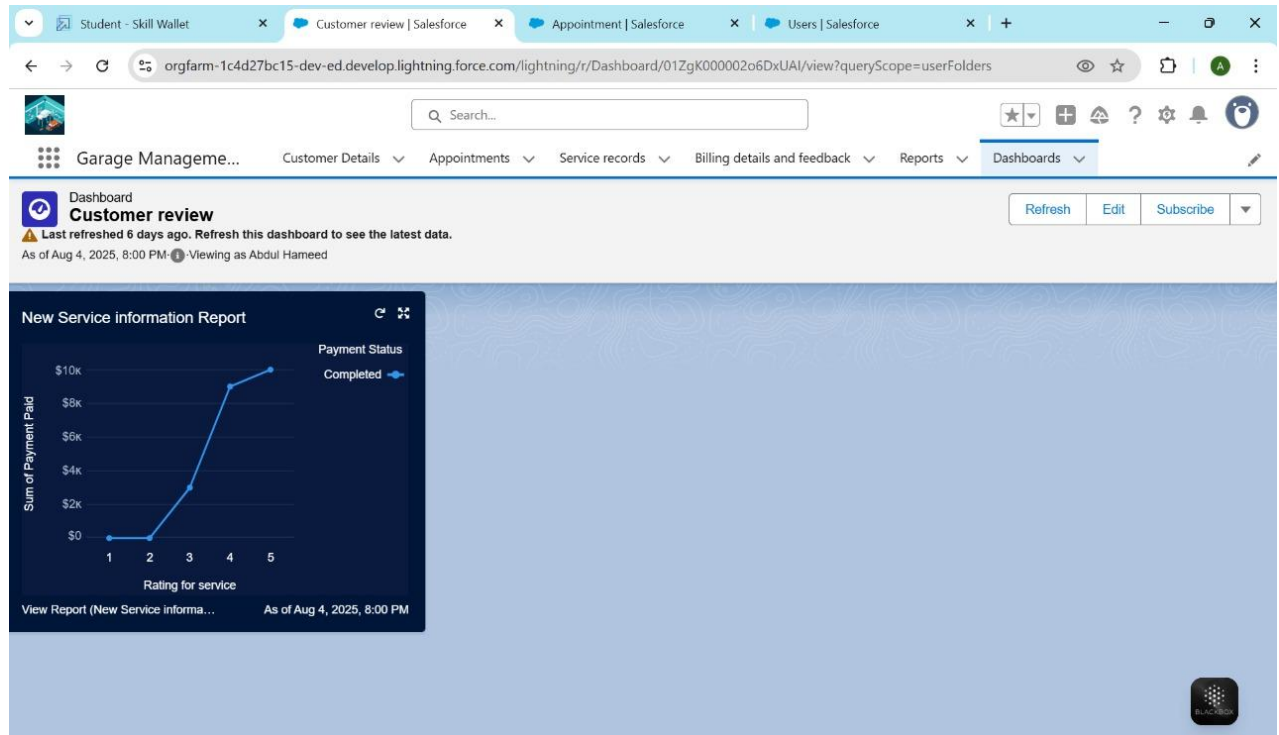 Student - Skill Wallet
Customer review | Salesforce
Appointment | Salesforce
Users | Salesforce
orgfarm-1c4d27bc15-dev-ed.develop.lightning.force.com/lightning/r/Dashboard/01ZgK000002o6DxUAI/view?queryScope=userFolders
A
Search...
Garage Manageme...
Customer Details
Appointments
Service records
Billing details and feedback
Reports
Dashboards
Dashboard
Customer review
Last refreshed 6 days ago. Refresh this dashboard to see the latest data.
As of Aug 4, 2025, 8:00 PM·Viewing as Abdul Hameed
Refresh
Edit
Subscribe
New Service information Report
Payment Status
Completed
Sum of Payment Paid
$10K
$8K
$6K
$4K
$2K
$0
1 2 3 4 5
Rating for service
View Report (New Service informa...
As of Aug 4, 2025, 8:00 PM
BLACKBOX